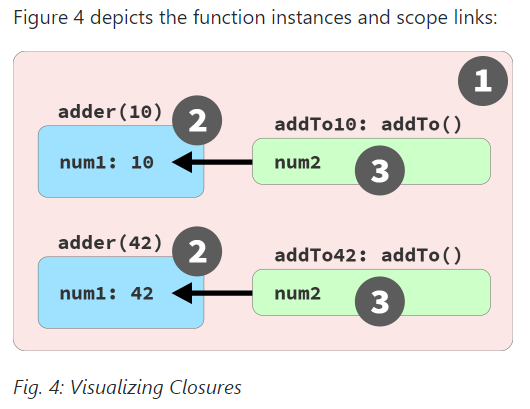 Figure 4 depicts the function instances and scope links:
1
adder(10)
2
addTo10: addTo()
num1: 10
num2
3
adder(42)
2
addTo42: addTo()
num1: 42
num2
3
Fig. 4: Visualizing Closures